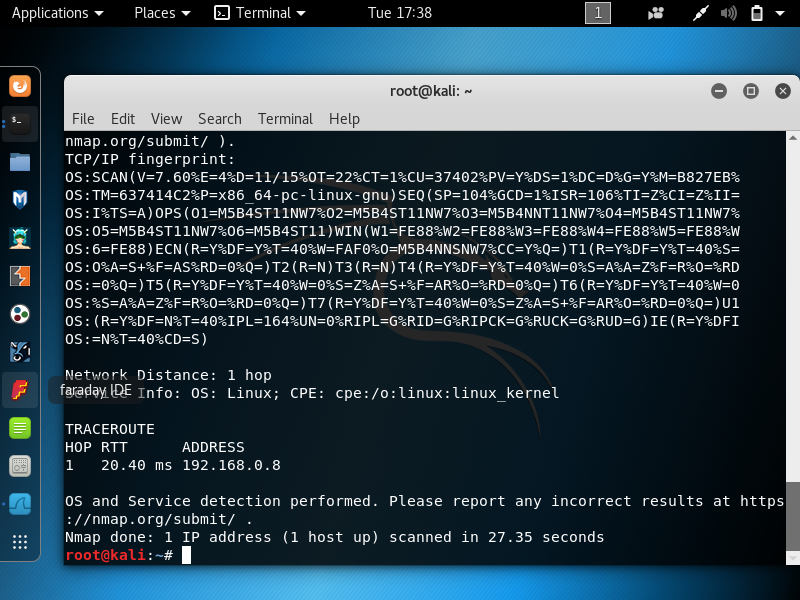 Applications Places Terminal Tue 17:38 1
root@kali: ~
File Edit View Search Terminal Help
nmap.org/submit/ ).
TCP/IP fingerprint:
OS:SCAN(V=7.60%E=4%D=11/15%OT=22%CT=1%CU=37402%PV=Y%DS=1%DC=D%G=Y%M=B827EB%
OS:TM=637414C2%P=x86_64-pc-linux-gnu)SEQ(SP=104%GCD=1%ISR=106%TI=Z%CI=Z%II=
OS:I%TS=A)OPS(O1=M5B4ST11NW7%O2=M5B4ST11NW7%O3=M5B4NNT11NW7%O4=M5B4ST11NW7%
OS:O5=M5B4ST11NW7%O6=M5B4ST11)WIN(W1=FE88%W2=FE88%W3=FE88%W4=FE88%W5=FE88%W
OS:6=FE88)ECN(R=Y%DF=Y%T=40%W=FAF0%O=M5B4NNSNW7%CC=Y%Q=)T1(R=Y%DF=Y%T=40%S=
OS:O%A=S+%F=AS%RD=0%Q=)T2(R=N)T3(R=N)T4(R=Y%DF=Y%T=40%W=0%S=A%A=Z%F=R%O=%RD
OS:=0%Q=)T5(R=Y%DF=Y%T=40%W=0%S=Z%A=S+%F=AR%O=%RD=0%Q=)T6(R=Y%DF=Y%T=40%W=0
OS:%S=A%A=Z%F=R%O=%RD=0%Q=)T7(R=Y%DF=Y%T=40%W=0%S=Z%A=S+%F=AR%O=%RD=0%Q=)U1
OS:(R=Y%DF=N%T=40%IPL=164%UN=0%RIPL=G%RID=G%RIPCK=G%RUCK=G%RUD=G)IE(R=Y%DFI
OS:=N%T=40%CD=S)
Network Distance: 1 hop
faraday IDE
Service Info: OS: Linux; CPE: cpe:/o:linux:linux_kernel
TRACEROUTE
HOP RTT ADDRESS
1 20.40 ms 192.168.0.8
OS and Service detection performed. Please report any incorrect results at https
://nmap.org/submit/ .
Nmap done: 1 IP address (1 host up) scanned in 27.35 seconds
root@kali:~#